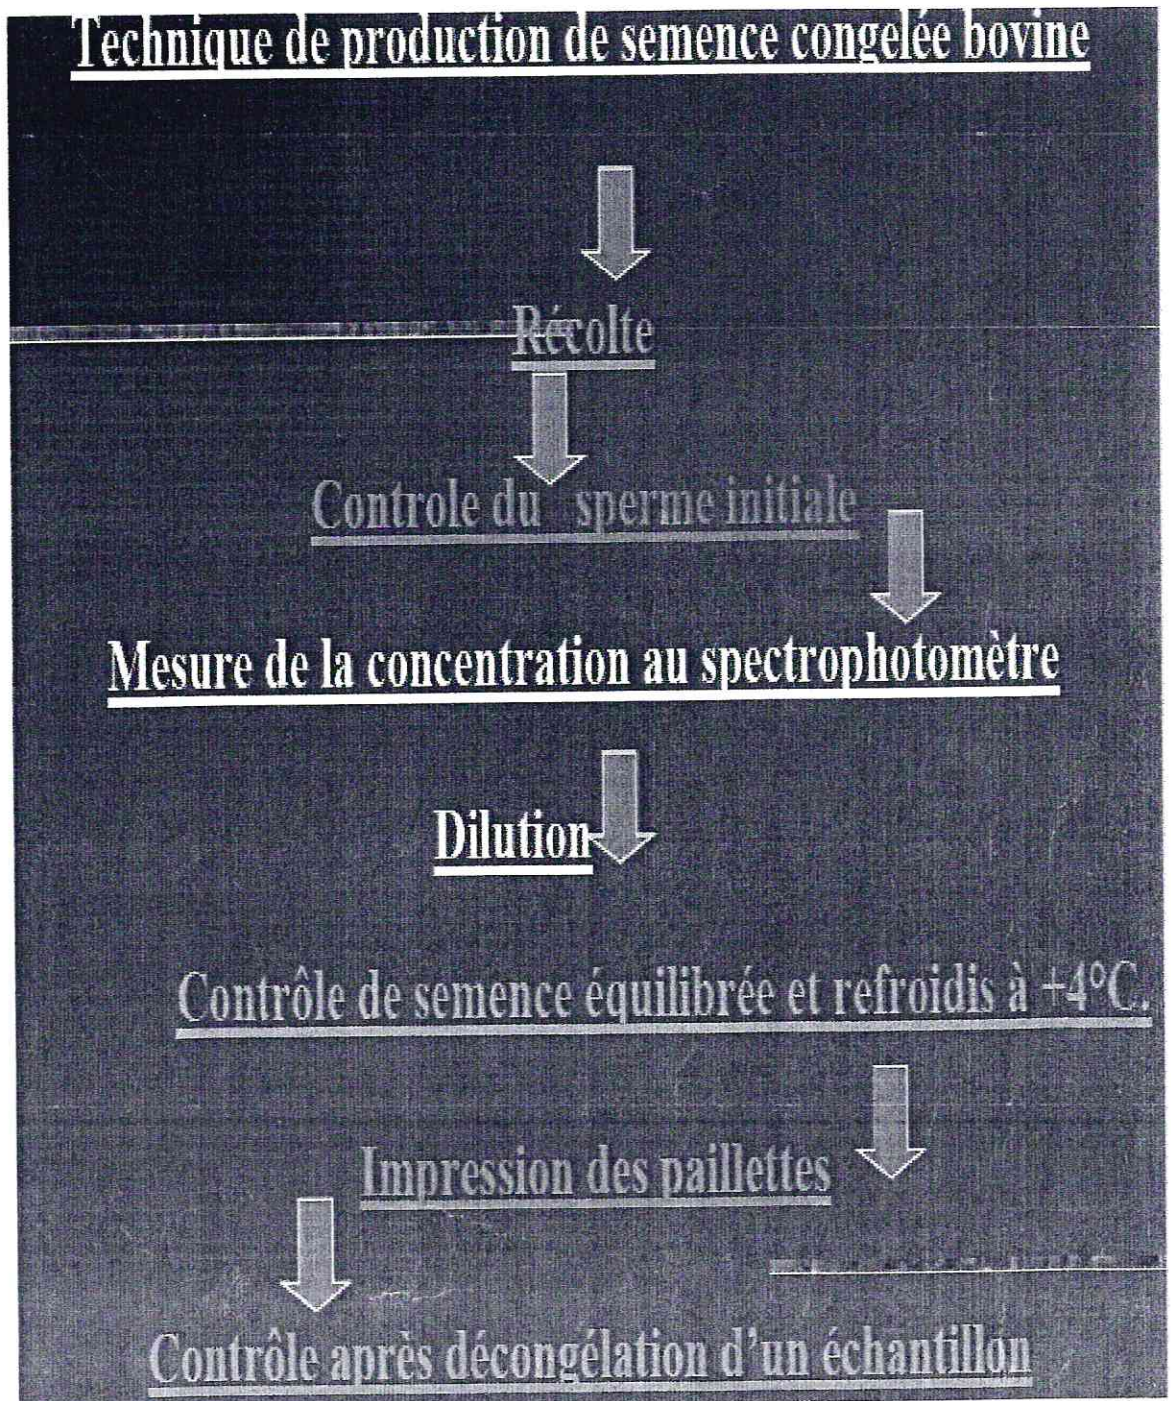 Technique de production de semence congelée bovine
Récolte
Controle du sperme initiale
Mesure de la concentration au spectrophotomètre
Dilution
Contrôle de semence équilibrée et refroidis à +4°C.
Impression des paillettes
Contrôle après décongélation d'un échantillon